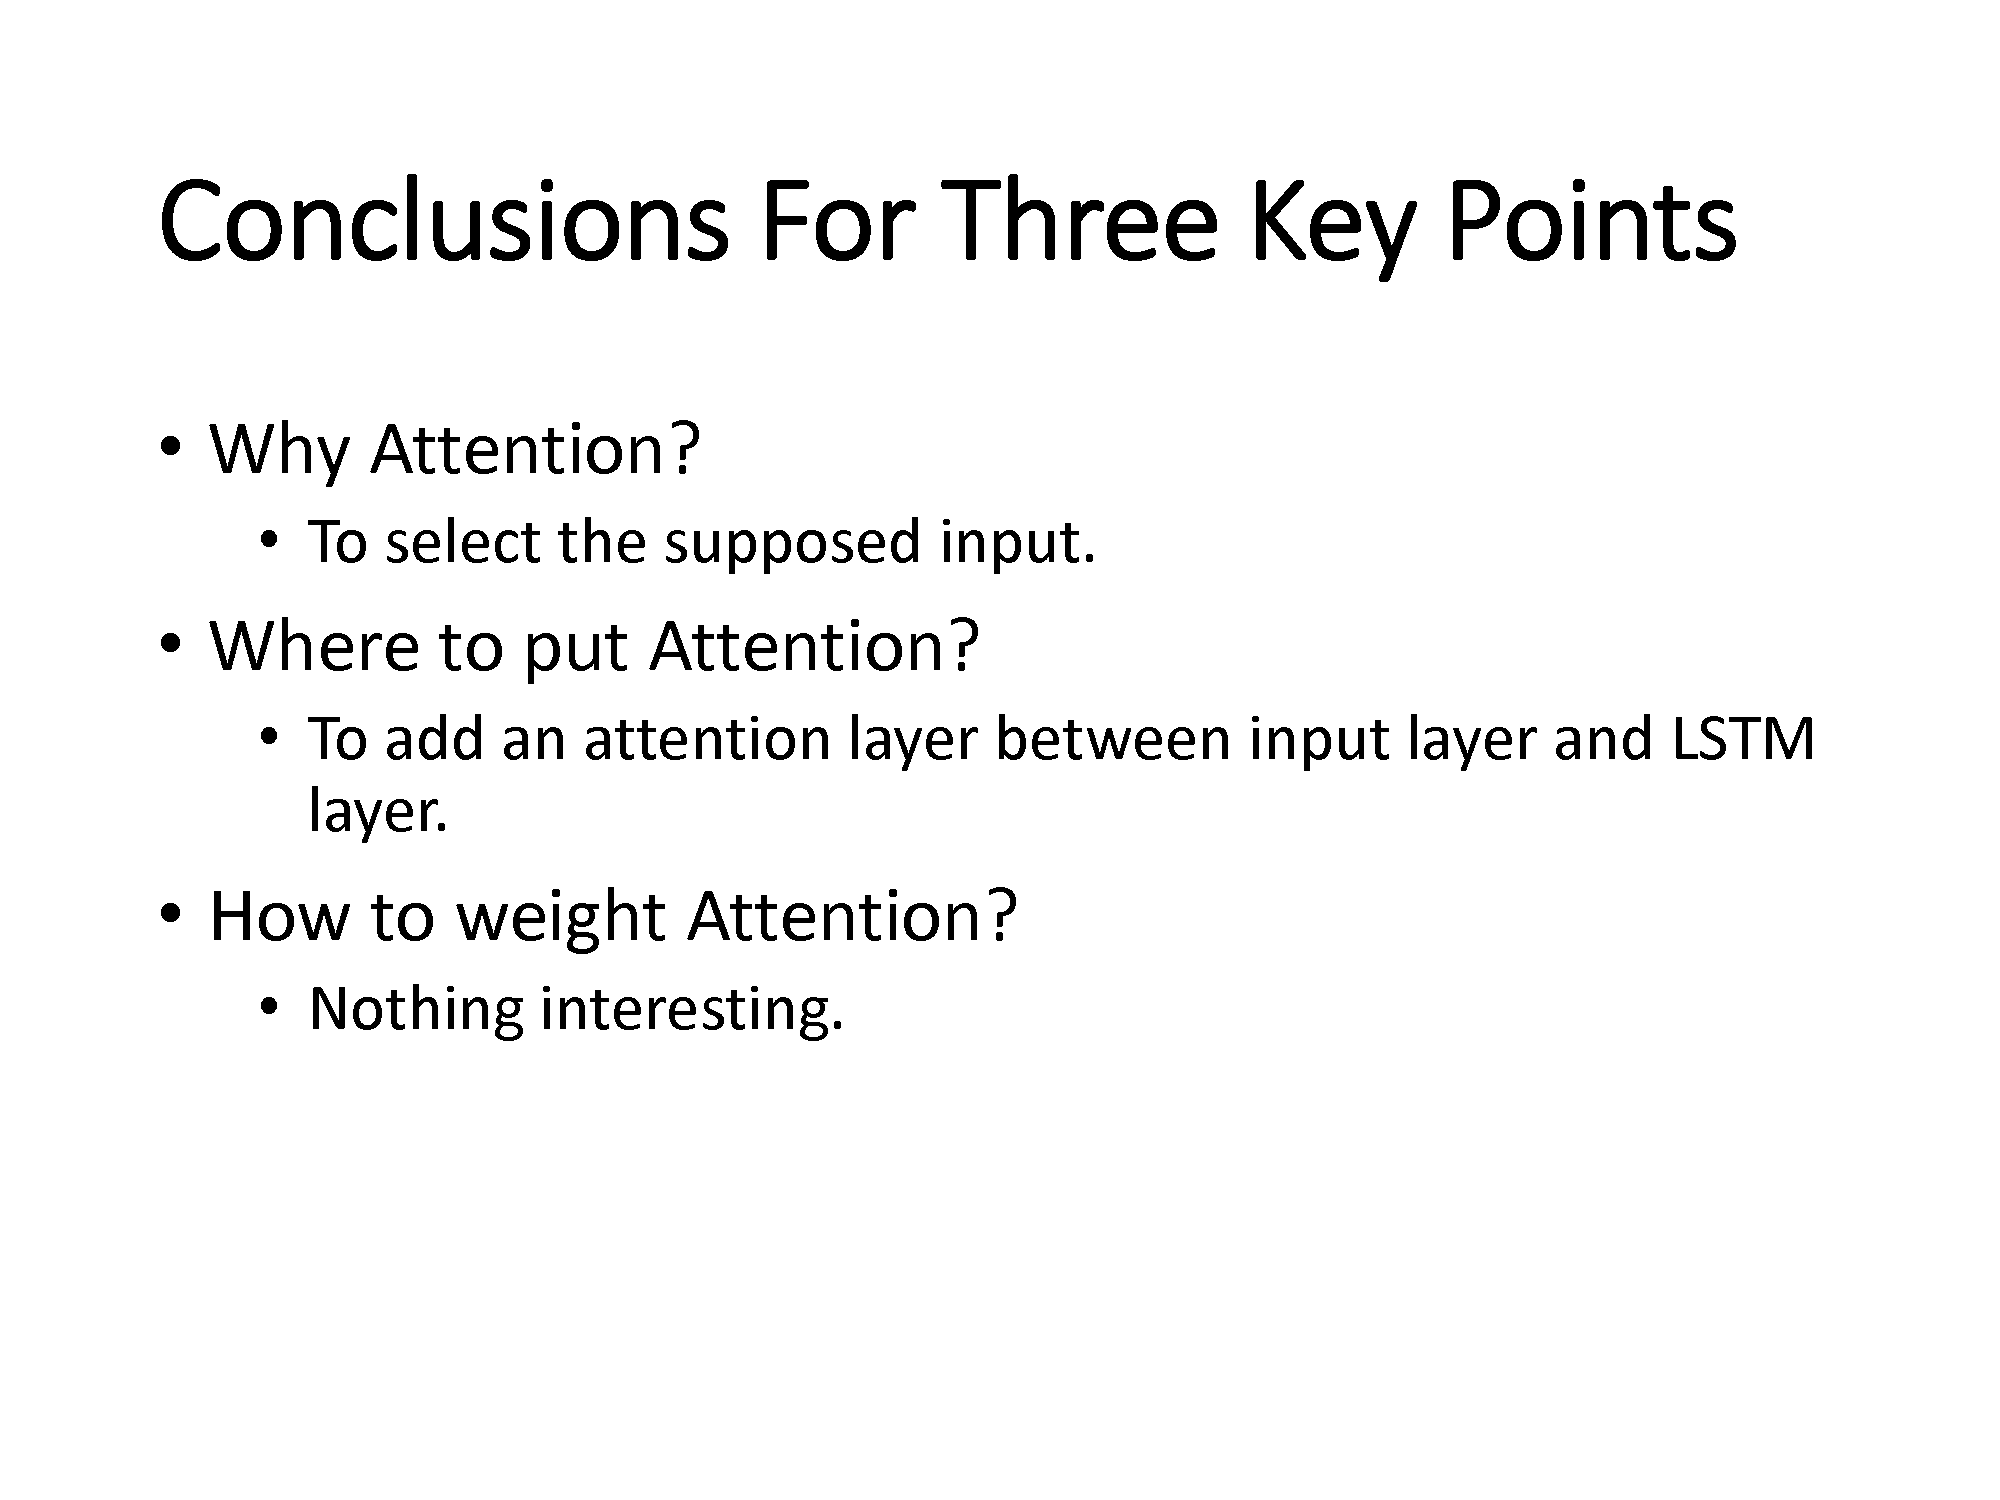 Conclusions For Three Key Points
• Why Attention?
• To select the supposed input.
• Where to put Attention?
• To add an attention layer between input layer and LSTM
layer.
• How to weight Attention?
• Nothing interesting.